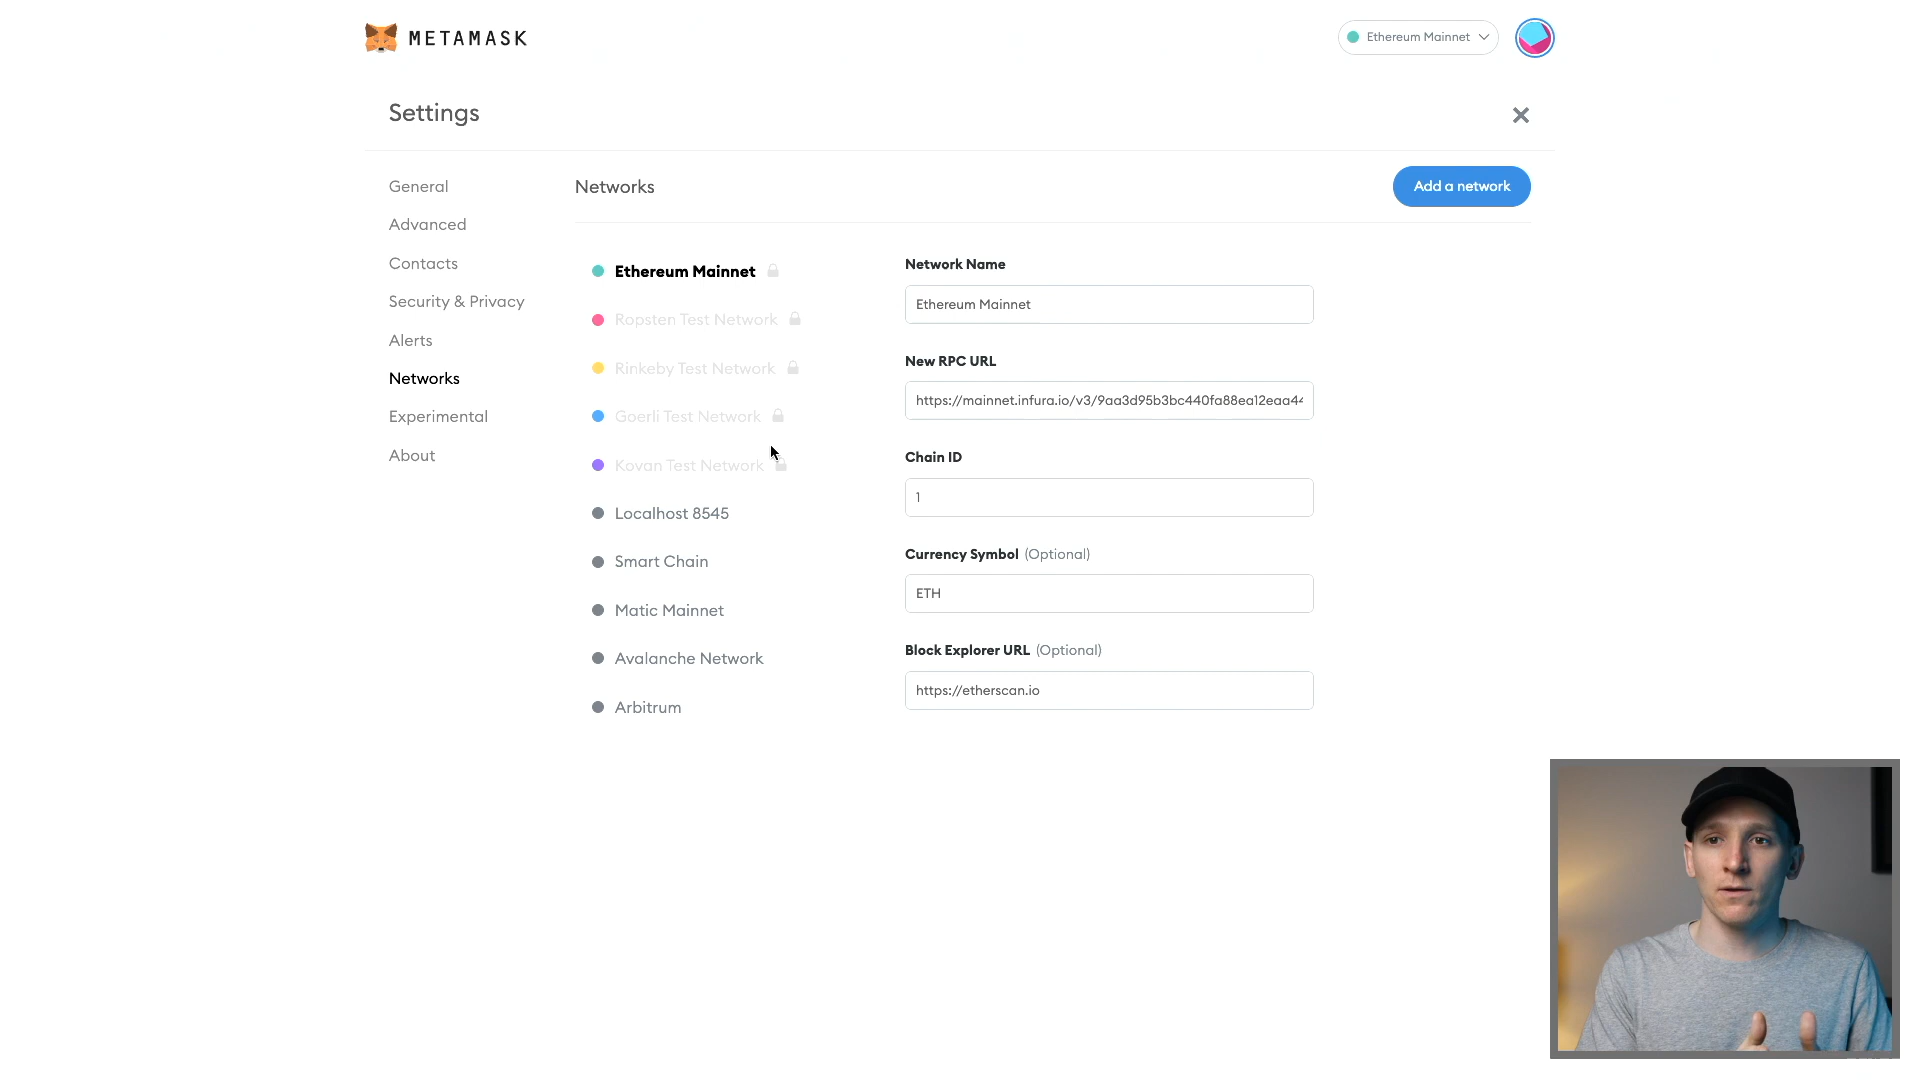 METAMASK
Ethereum Mainnet
Settings
General
Advanced
Contacts
Security & Privacy
Alerts
Networks
Experimental
About
Networks
Add a network
Ethereum Mainnet
Ropsten Test Network
Rinkeby Test Network
Goerli Test Network
Kovan Test Network
Localhost 8545
Smart Chain
Matic Mainnet
Avalanche Network
Arbitrum
Network Name
Ethereum Mainnet
New RPC URL
https://mainnet.infura.io/v3/9aa3d95b3bc440fa88ea12eaa44
Chain ID
1
Currency Symbol (Optional)
ETH
Block Explorer URL (Optional)
https://etherscan.io